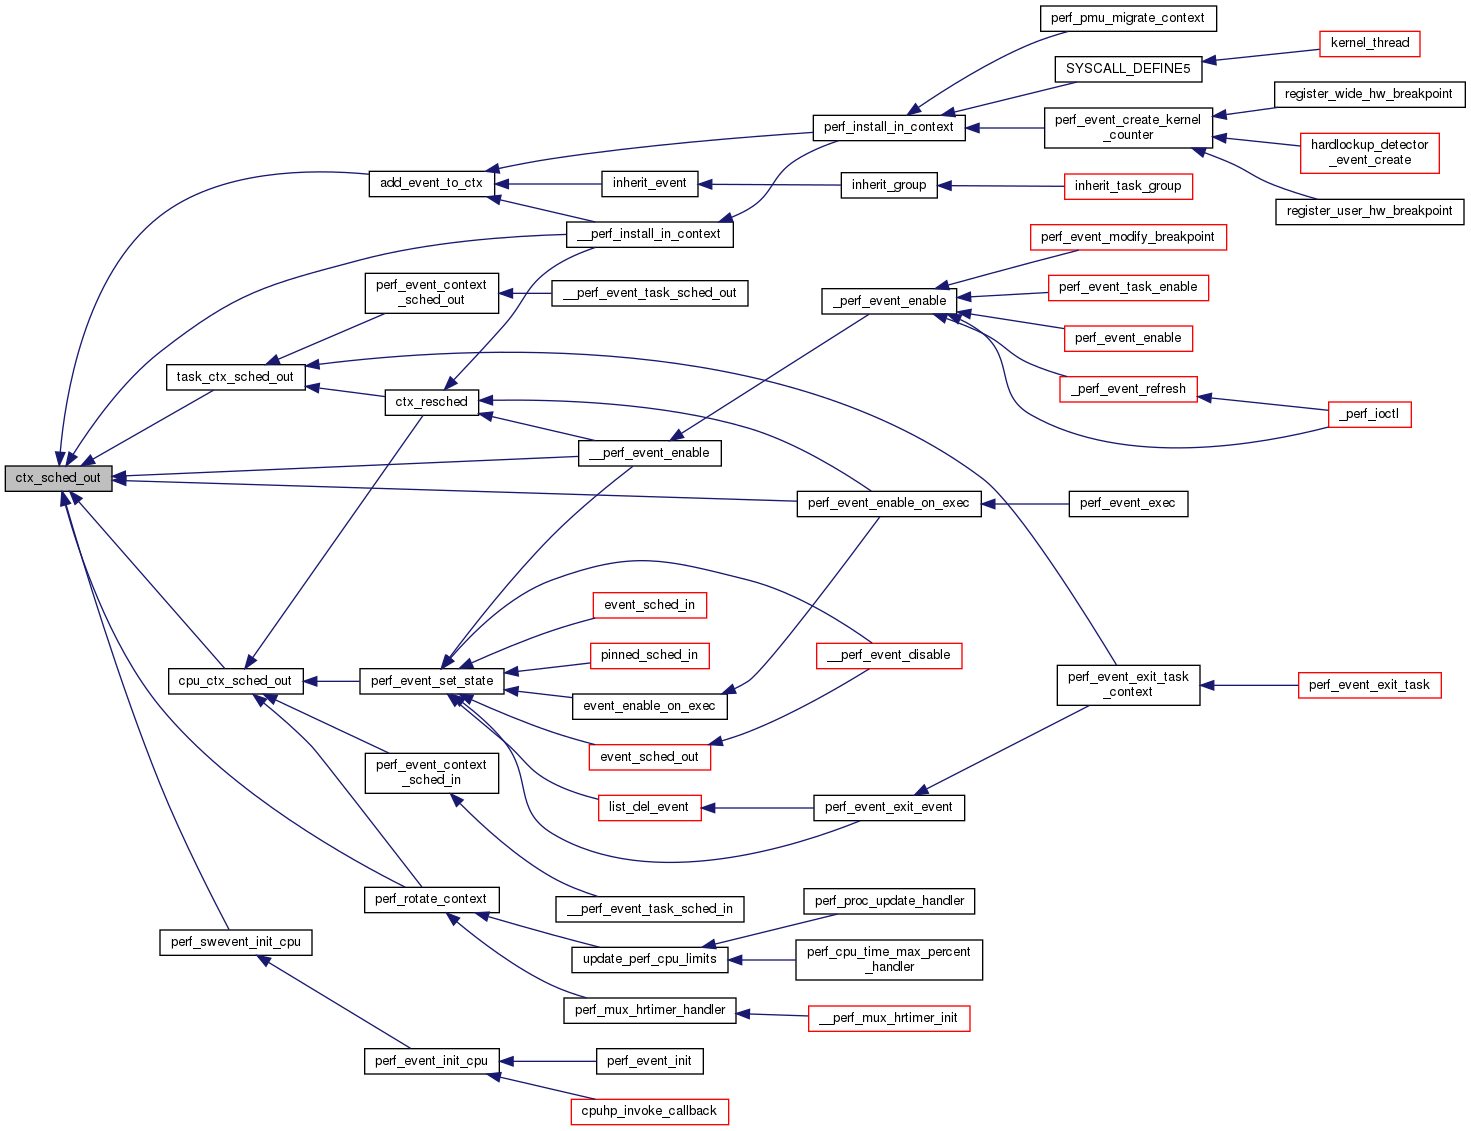 perf_pmu_migrate_context
SYSCALL_DEFINE5
kernel_thread
register_wide_hw_breakpoint
perf_install_in_context
perf_event_create_kernel
_counter
hardlockup_detector
_event_create
add_event_to_ctx
inherit_event
inherit_group
inherit_task_group
register_user_hw_breakpoint
__perf_install_in_context
perf_event_modify_breakpoint
perf_event_context
_sched_out
__perf_event_task_sched_out
_perf_event_enable
perf_event_task_enable
perf_event_enable
task_ctx_sched_out
ctx_resched
_perf_event_refresh
_perf_ioctl
__perf_event_enable
ctx_sched_out
perf_event_enable_on_exec
perf_event_exec
event_sched_in
pinned_sched_in
__perf_event_disable
cpu_ctx_sched_out
perf_event_set_state
event_enable_on_exec
perf_event_exit_task
_context
perf_event_exit_task
event_sched_out
perf_event_context
_sched_in
list_del_event
perf_event_exit_event
perf_rotate_context
__perf_event_task_sched_in
perf_proc_update_handler
perf_swevent_init_cpu
update_perf_cpu_limits
perf_cpu_time_max_percent
_handler
perf_mux_hrtimer_handler
__perf_mux_hrtimer_init
perf_event_init_cpu
perf_event_init
cpuhp_invoke_callback